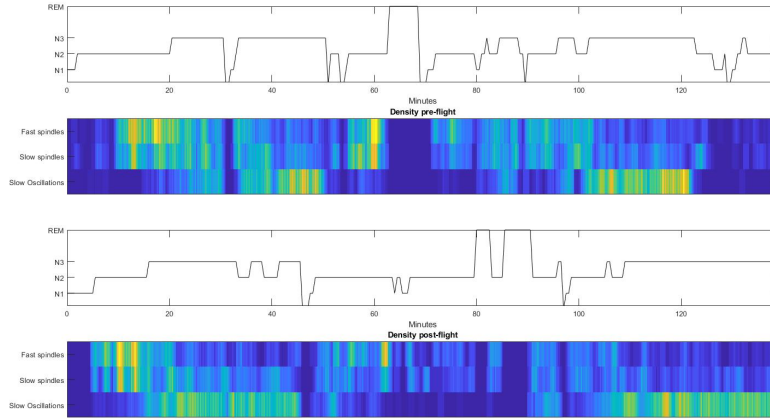 REM
N3
N2
N1
0 20 40 60 80 100 120
Minutes
Density pre-flight
Fast spindles
Slow spindles
Slow Oscillations
REM
N3
N2
N1
0 20 40 60 80 100 120
Minutes
Density post-flight
Fast spindles
Slow spindles
Slow Oscillations